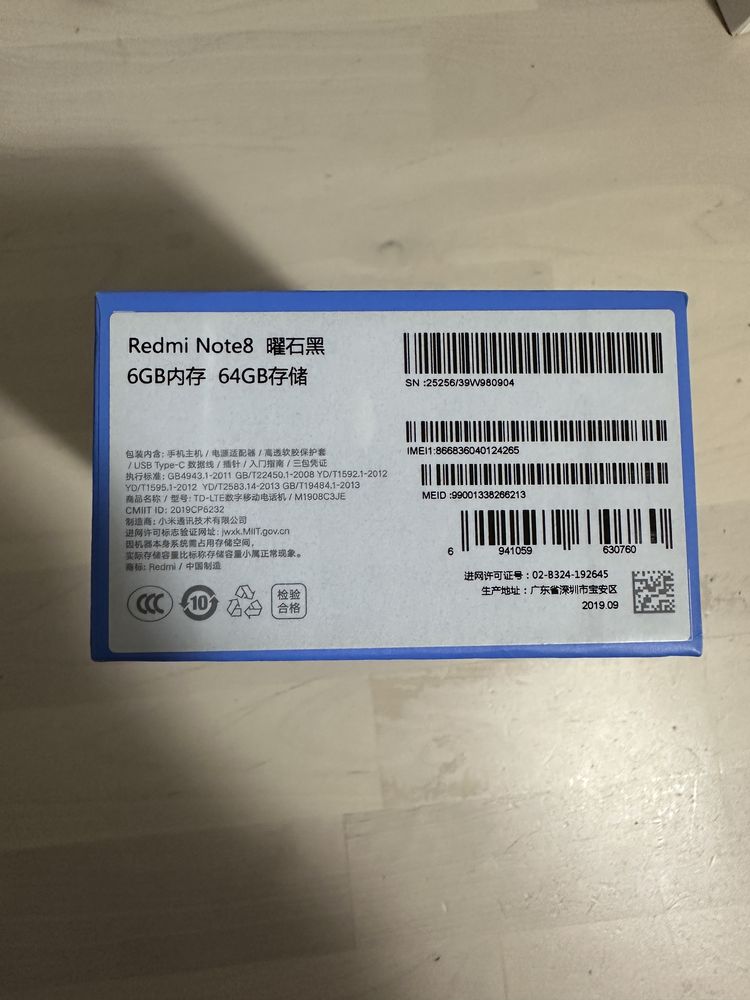 Redmi Note8 曜石黑
6GB内存 64GB存储
包装内含: 手机主机 / 电源适配器 / 高透软胶保护套
/ USB Type-C 数据线 / 插针 / 入门指南 / 三包凭证
执行标准: GB4943.1-2011 GB/T22450.1-2008 YD/T1592.1-2012
YD/T1595.1-2012 YD/T2583.14-2013 GB/T19484.1-2013
商品名称 / 型号: TD-LTE数字移动电话机 / M1908C3JE
CMIIT ID: 2019CP6232
制造商: 小米通讯技术有限公司
进网许可标志验证网址: jwxk.MIIT.gov.cn
因机器本身系统需占用存储空间,
实际存储容量比标称存储容量小属正常现象。
商标: Redmi / 中国制造
CCC
10
检验
合格
SN :25256/39W980904
IMEI1:866836040124265
MEID :99001338266213
6 941059 630760
进网许可证号：02-B324-192645
生产地址：广东省深圳市宝安区
2019.09